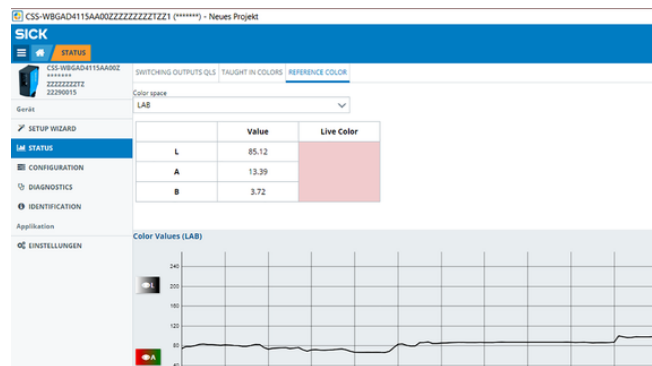 CSS-WBGAD4115AA00ZZZZZZZZZZTZZ1 (*******) - Neues Projekt
SICK
STATUS
CSS-WBGAD4115AA00Z
*******
ZZZZZZZZTZ
22290015
Gerät
SETUP WIZARD
STATUS
CONFIGURATION
DIAGNOSTICS
IDENTIFICATION
Applikation
EINSTELLUNGEN
SWITCHING OUTPUTS QLS TAUGHT IN COLORS REFERENCE COLOR
Color space
LAB
Value Live Color
L 85.12
A 13.39
B 3.72
Color Values (LAB)
240
L 200
160
120
80
A
40